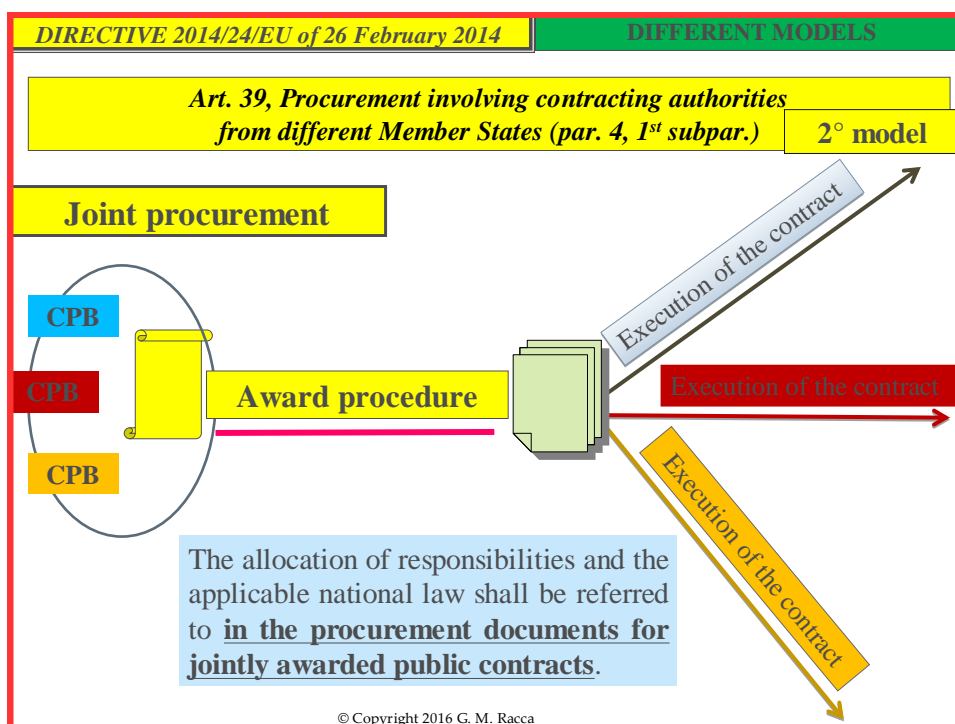 DIRECTIVE 2014/24/EU of 26 February 2014
DIFFERENT MODELS
Art. 39, Procurement involving contracting authorities
from different Member States (par. 4, 1st subpar.)
2° model
Joint procurement
CPB
CPB
CPB
Award procedure
Execution of the contract
Execution of the contract
Execution of the contract
The allocation of responsibilities and the
applicable national law shall be referred
to in the procurement documents for
jointly awarded public contracts.
© Copyright 2016 G. M. Racca